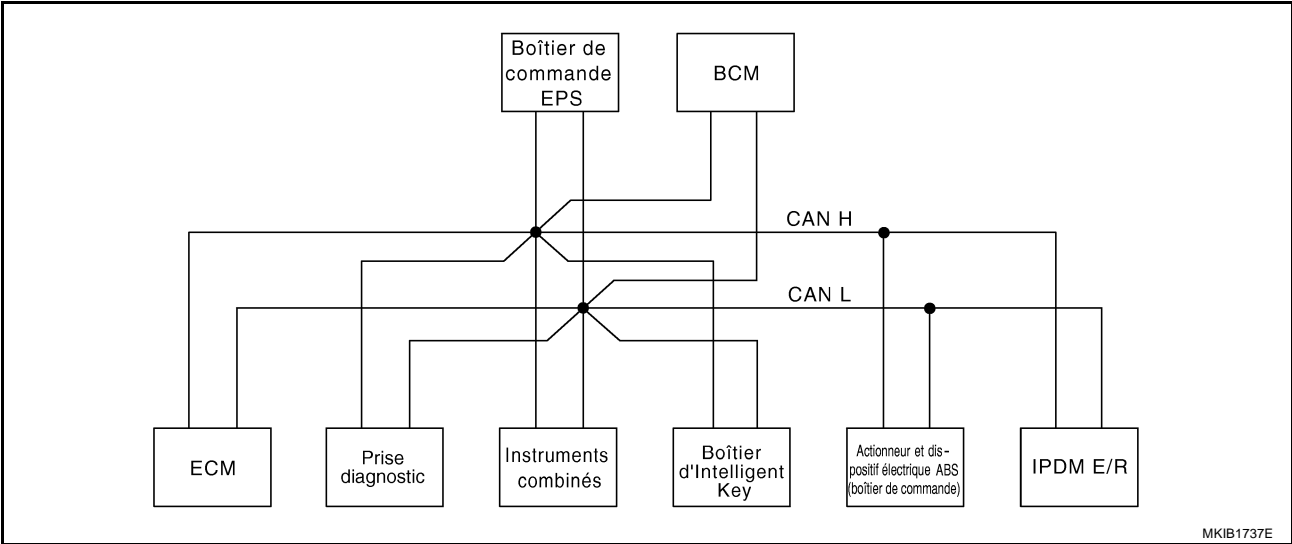 Boîtier de
commande
EPS
BCM
CAN H
CAN L
ECM
Prise
diagnostic
Instruments
combinés
Boîtier
d'Intelligent
Key
Actionneur et dis-
positif électrique ABS
(boîtier de commande)
IPDM E/R
MKIB1737E